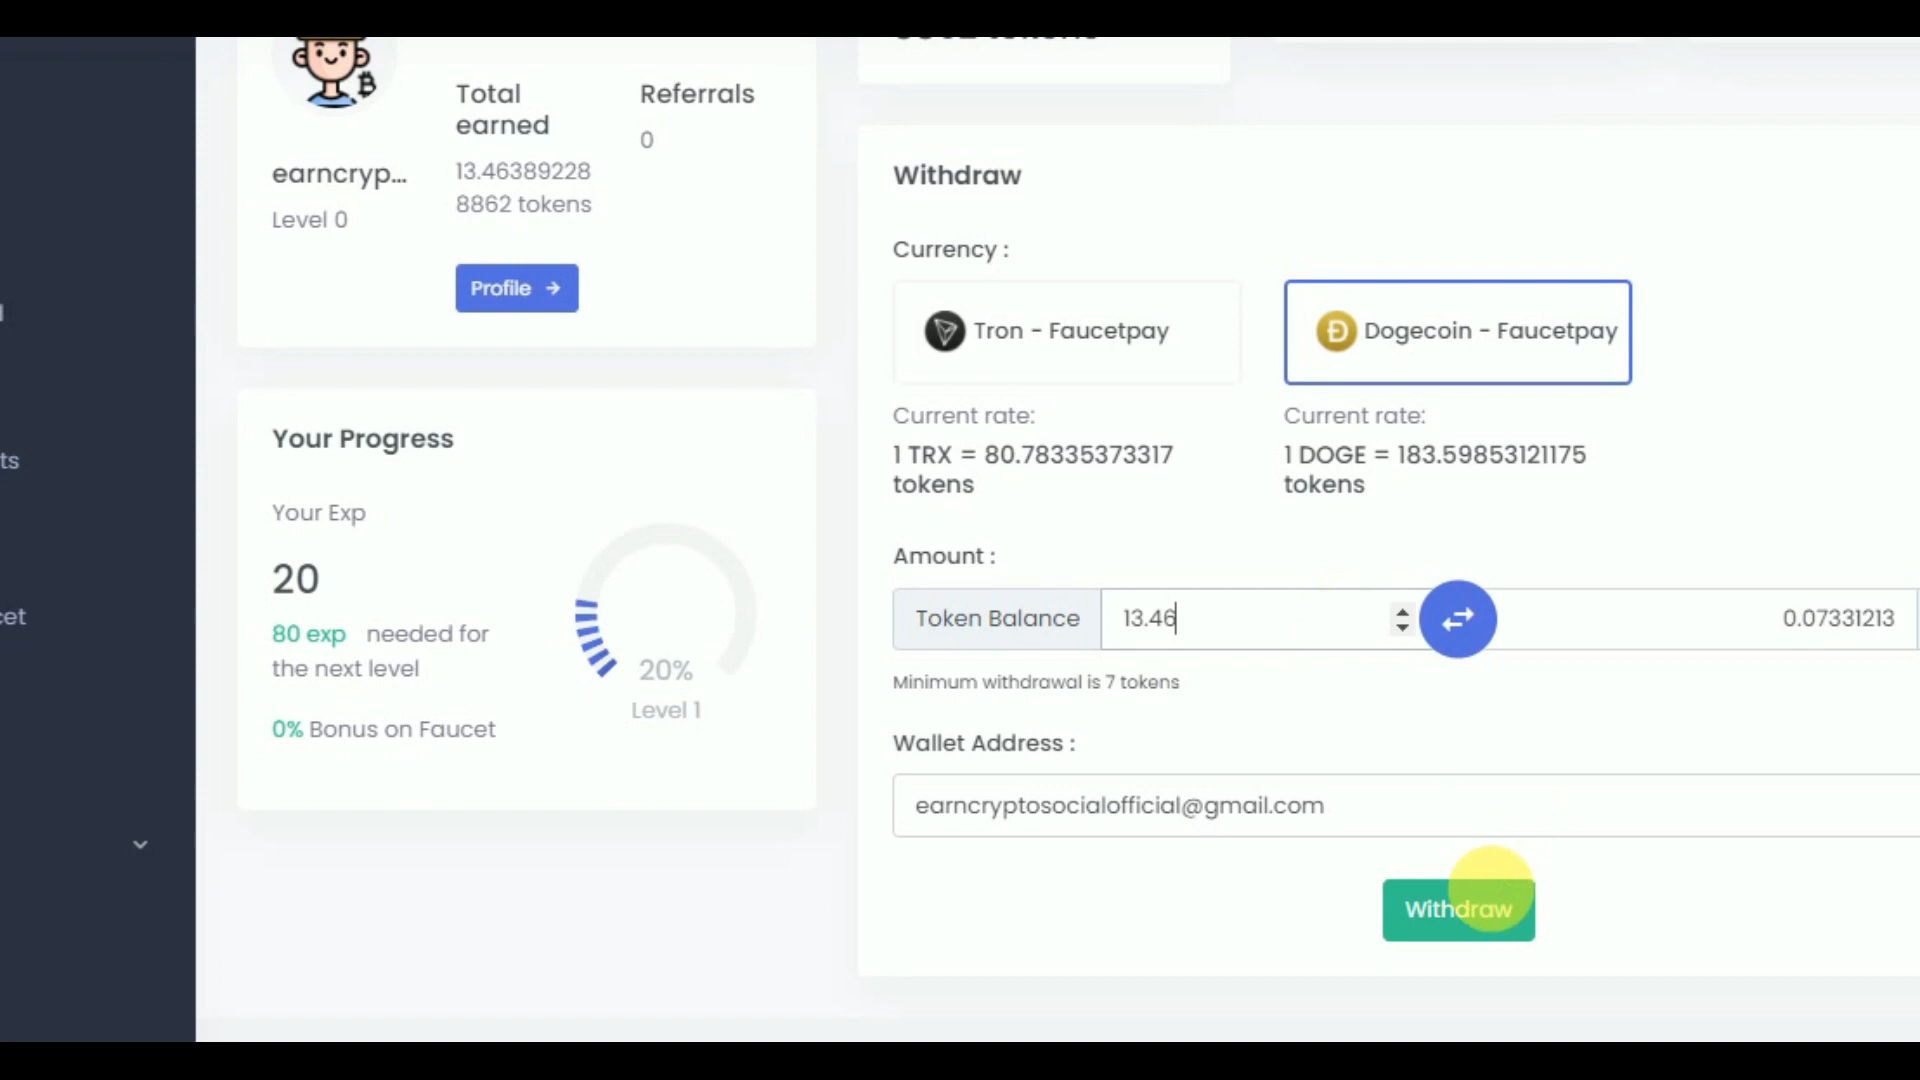 Total
earned
Referrals
0
earncryp...
Level 0
13.46389228
8862 tokens
Profile
Your Progress
Your Exp
20
80 exp needed for
the next level
0% Bonus on Faucet
20%
Level 1
Withdraw
Currency :
Tron - Faucetpay
Dogecoin - Faucetpay
Current rate:
1 TRX = 80.78335373317
tokens
Current rate:
1 DOGE = 183.59853121175
tokens
Amount :
Token Balance
13.46
0.07331213
Minimum withdrawal is 7 tokens
Wallet Address :
earncryptosocialofficial@gmail.com
Withdraw